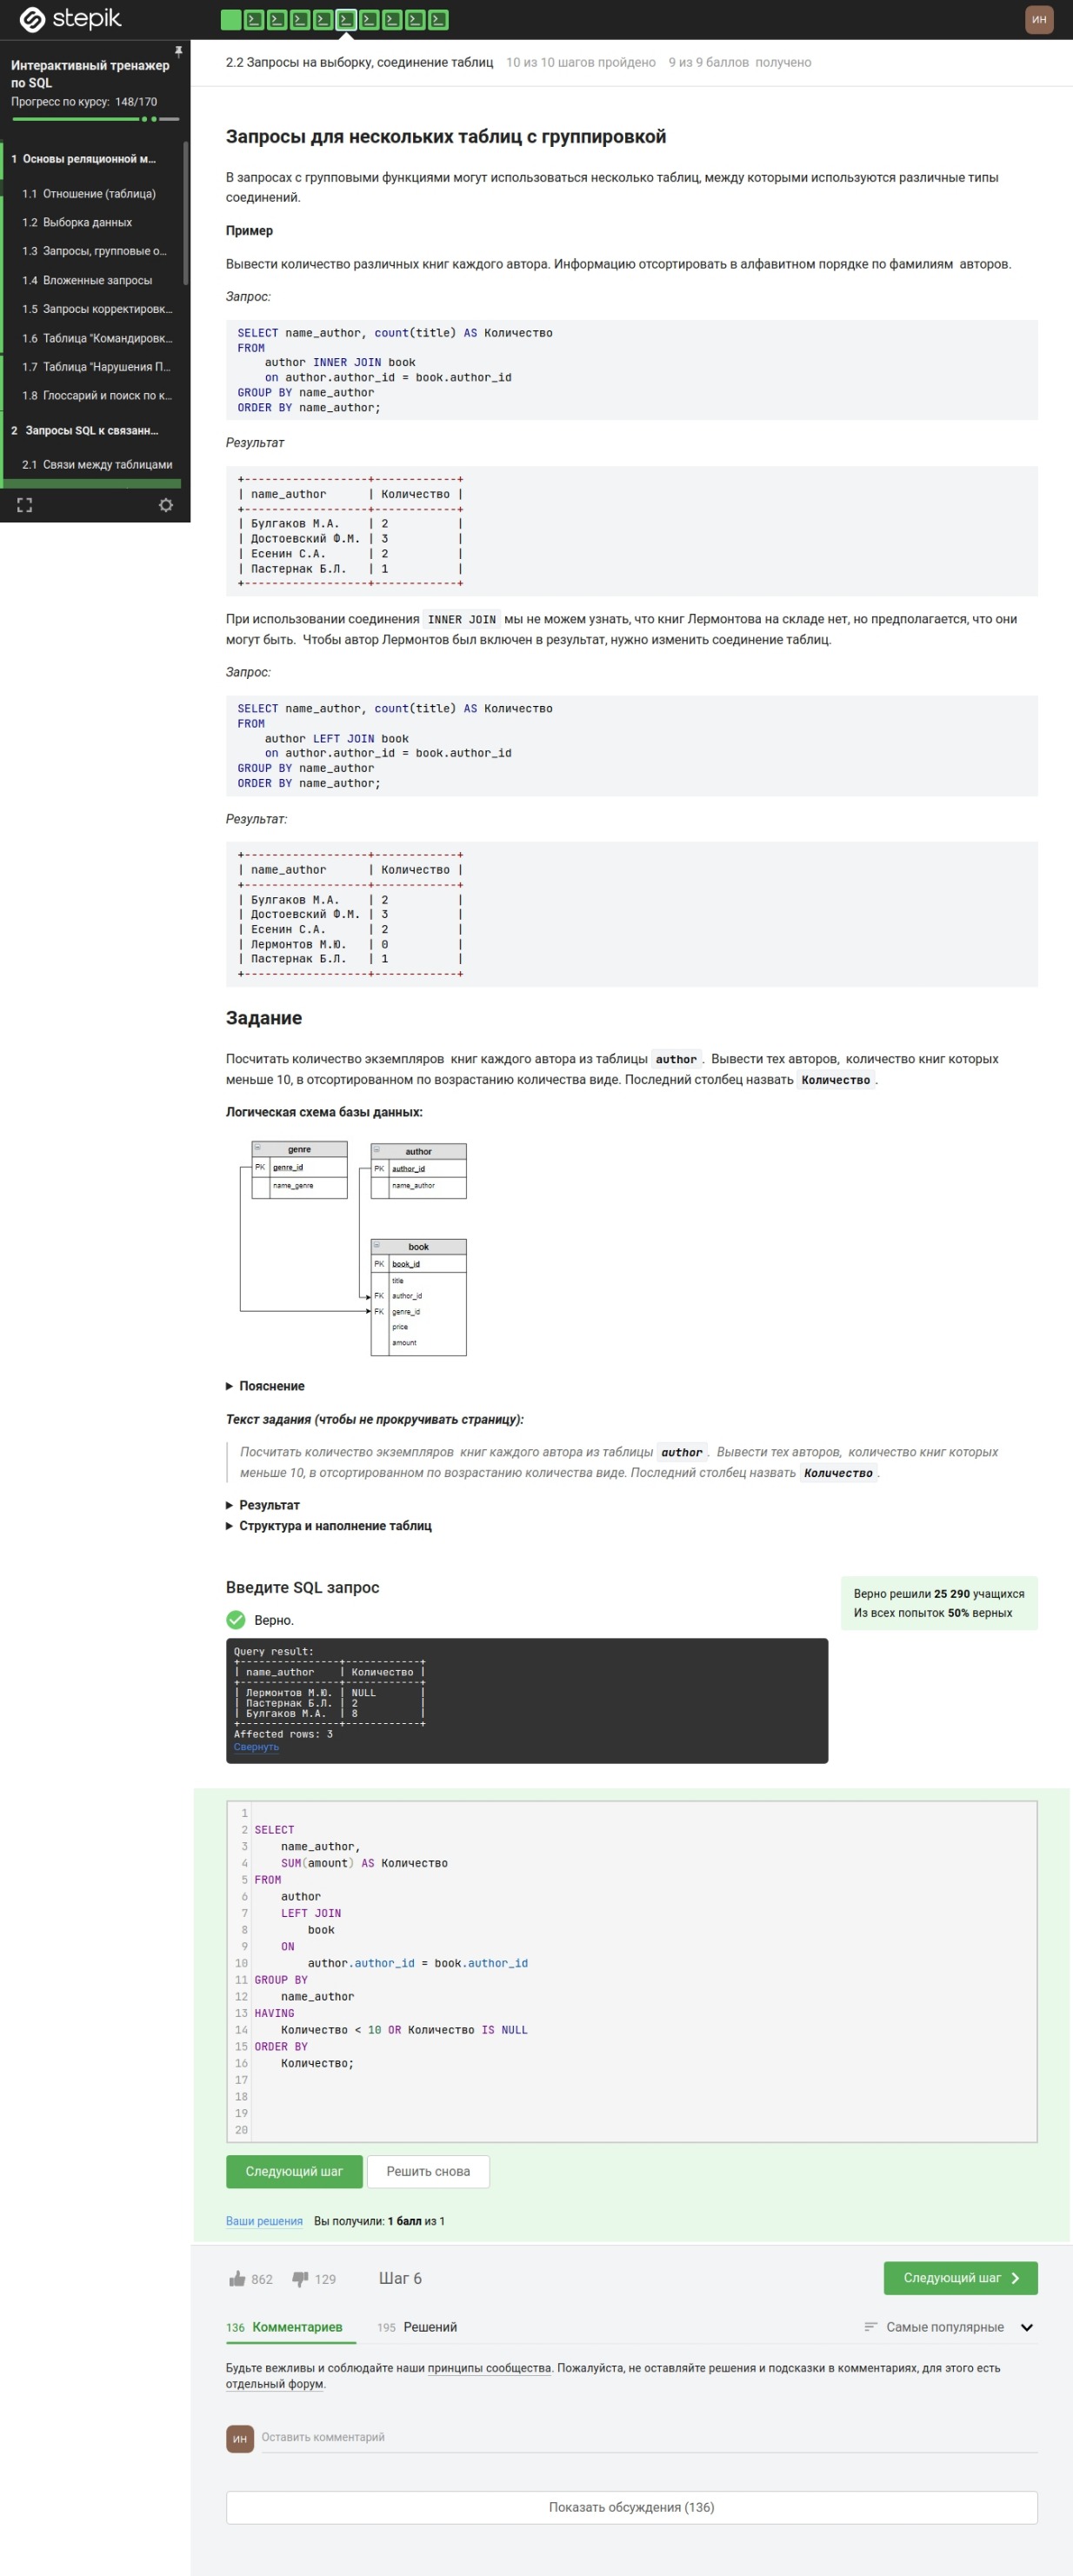 stepik
ИН
Интерактивный тренажер
по SQL
Прогресс по курсу: 148/170
2.2 Запросы на выборку, соединение таблиц 10 из 10 шагов пройдено 9 из 9 баллов получено
1 Основы реляционной м...
1.1 Отношение (таблица)
1.2 Выборка данных
1.3 Запросы, групповые о...
1.4 Вложенные запросы
1.5 Запросы корректировк...
1.6 Таблица "Командировк...
1.7 Таблица "Нарушения П...
1.8 Глоссарий и поиск по к...
2 Запросы SQL к связанн...
2.1 Связи между таблицами
Запросы для нескольких таблиц с группировкой
В запросах с групповыми функциями могут использоваться несколько таблиц, между которыми используются различные типы
соединений.
Пример
Вывести количество различных книг каждого автора. Информацию отсортировать в алфавитном порядке по фамилиям авторов.
Запрос:
SELECT name_author, count(title) AS Количество
FROM
    author INNER JOIN book
    on author.author_id = book.author_id
GROUP BY name_author
ORDER BY name_author;
Результат
+------------------+------------+
| name_author      | Количество |
+------------------+------------+
| Булгаков М.А.    | 2          |
| Достоевский Ф.М. | 3          |
| Есенин С.А.      | 2          |
| Пастернак Б.Л.   | 1          |
+------------------+------------+
При использовании соединения INNER JOIN мы не можем узнать, что книг Лермонтова на складе нет, но предполагается, что они
могут быть. Чтобы автор Лермонтов был включен в результат, нужно изменить соединение таблиц.
Запрос:
SELECT name_author, count(title) AS Количество
FROM
    author LEFT JOIN book
    on author.author_id = book.author_id
GROUP BY name_author
ORDER BY name_author;
Результат:
+------------------+------------+
| name_author      | Количество |
+------------------+------------+
| Булгаков М.А.    | 2          |
| Достоевский Ф.М. | 3          |
| Есенин С.А.      | 2          |
| Лермонтов М.Ю.   | 0          |
| Пастернак Б.Л.   | 1          |
+------------------+------------+
Задание
Посчитать количество экземпляров книг каждого автора из таблицы author. Вывести тех авторов, количество книг которых
меньше 10, в отсортированном по возрастанию количества виде. Последний столбец назвать Количество.
Логическая схема базы данных:
genre
PK genre_id
name_genre
author
PK author_id
name_author
book
PK book_id
title
FK author_id
FK genre_id
price
amount
Пояснение
Текст задания (чтобы не прокручивать страницу):
Посчитать количество экземпляров книг каждого автора из таблицы author. Вывести тех авторов, количество книг которых
меньше 10, в отсортированном по возрастанию количества виде. Последний столбец назвать Количество.
Результат
Структура и наполнение таблиц
Введите SQL запрос
Верно решили 25 290 учащихся
Из всех попыток 50% верных
Верно.
Query result:
+----------------+------------+
| name_author    | Количество |
+----------------+------------+
| Лермонтов М.Ю. | NULL       |
| Пастернак Б.Л. | 2          |
| Булгаков М.А.  | 8          |
+----------------+------------+
Affected rows: 3
Свернуть
1
2 SELECT
3     name_author,
4     SUM(amount) AS Количество
5 FROM
6     author
7     LEFT JOIN
8         book
9     ON
10         author.author_id = book.author_id
11 GROUP BY
12     name_author
13 HAVING
14     Количество < 10 OR Количество IS NULL
15 ORDER BY
16     Количество;
17
18
19
20
Следующий шаг Решить снова
Ваши решения Вы получили: 1 балл из 1
862 129 Шаг 6 Следующий шаг
136 Комментариев 195 Решений Самые популярные
Будьте вежливы и соблюдайте наши принципы сообщества. Пожалуйста, не оставляйте решения и подсказки в комментариях, для этого есть
отдельный форум.
ИН Оставить комментарий
Показать обсуждения (136)